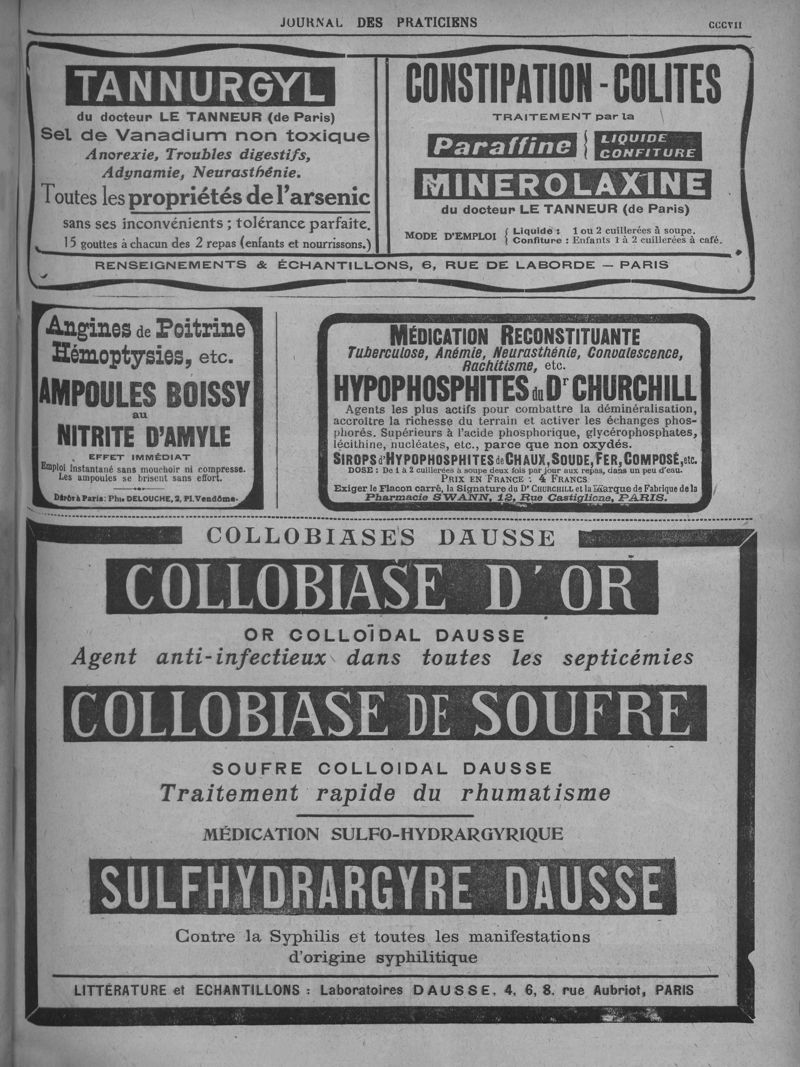 JOURNAL DES PRATICIENS
CCCVII
TANNURGYL
du docteur LE TANNEUR (de Paris)
Sel de Vanadium non toxique
Anorexie, Troubles digestifs,
Adynamie, Neurasthénie.
Toutes les propriétés de l'arsenic
sans ses inconvénients ; tolérance parfaite.
15 gouttes à chacun des 2 repas (enfants et nourrissons.)
CONSTIPATION - COLITES
TRAITEMENT par la
Paraffine { LIQUIDE
CONFITURE
MINEROLAXINE
du docteur LE TANNEUR (de Paris)
MODE D'EMPLOI { Liquide : 1 ou 2 cuillerées à soupe.
Confiture : Enfants 1 à 2 cuillerées à café.
RENSEIGNEMENTS & ÉCHANTILLONS, 6, RUE DE LABORDE — PARIS
Angines de Poitrine
Hémoptysies, etc.
AMPOULES BOISSY
au
NITRITE D'AMYLE
EFFET IMMÉDIAT
Emploi instantané sans mouchoir ni compresse.
Les ampoules se brisent sans effort.
Dépôt à Paris : Phie DELOUCHE, 2, Pl. Vendôme.
MÉDICATION RECONSTITUANTE
Tuberculose, Anémie, Neurasthénie, Convalescence,
Rachitisme, etc.
HYPOPHOSPHITES du Dr CHURCHILL
Agents les plus actifs pour combattre la déminéralisation,
accroître la richesse du terrain et activer les échanges phos-
phorés. Supérieurs à l'acide phosphorique, glycérophosphates,
lécithine, nucléates, etc., parce que non oxydés.
SIROPS d'HYPOPHOSPHITES de CHAUX, SOUDE, FER, COMPOSÉ, etc.
DOSE : De 1 à 2 cuillerées à soupe deux fois par jour aux repas, dans un peu d'eau.
PRIX EN FRANCE : 4 FRANCS
Exiger le Flacon carré, la Signature du Dr CHURCHILL et la Marque de Fabrique de la
Pharmacie SWANN, 12, Rue Castiglione, PARIS.
COLLOBIASES DAUSSE
COLLOBIASE D'OR
OR COLLOÏDAL DAUSSE
Agent anti-infectieux dans toutes les septicémies
COLLOBIASE DE SOUFRE
SOUFRE COLLOIDAL DAUSSE
Traitement rapide du rhumatisme
MÉDICATION SULFO-HYDRARGYRIQUE
SULFHYDRARGYRE DAUSSE
Contre la Syphilis et toutes les manifestations
d'origine syphilitique
LITTÉRATURE et ECHANTILLONS : Laboratoires DAUSSE, 4, 6, 8, rue Aubriot, PARIS